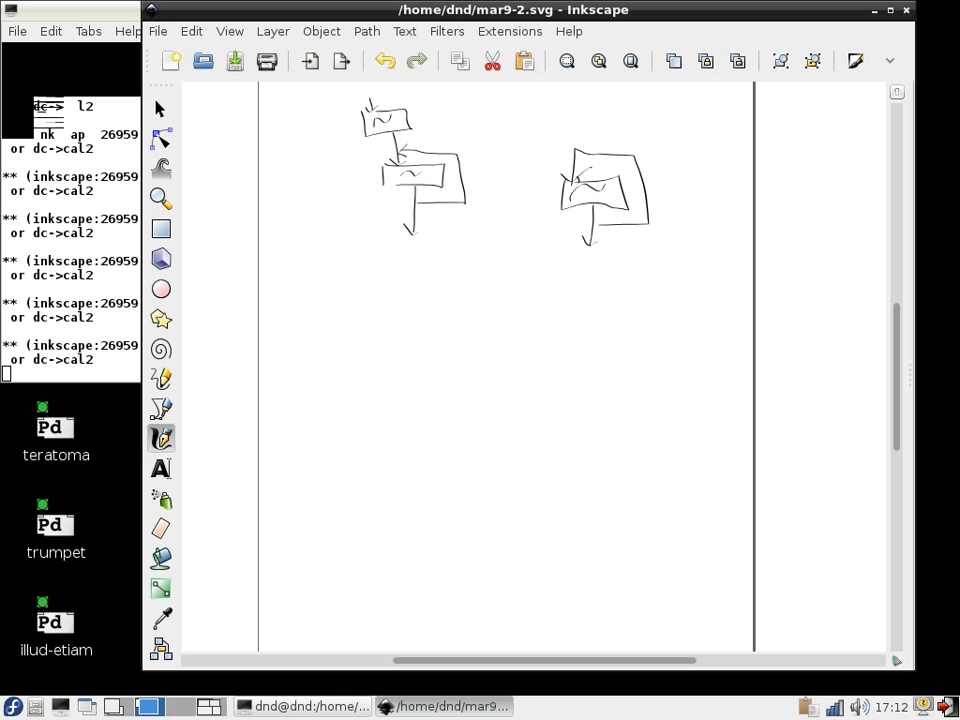 /home/dnd/mar9-2.svg - Inkscape
File Edit Tabs Help
File Edit View Layer Object Path Text Filters Extensions Help
dc-> l2
nk ap 26959
or dc->cal2
** (inkscape:26959
or dc->cal2
** (inkscape:26959
or dc->cal2
** (inkscape:26959
or dc->cal2
** (inkscape:26959
or dc->cal2
** (inkscape:26959
or dc->cal2
Pd
teratoma
Pd
trumpet
Pd
illud-etiam
dnd@dnd:/home/... /home/dnd/mar9... 17:12